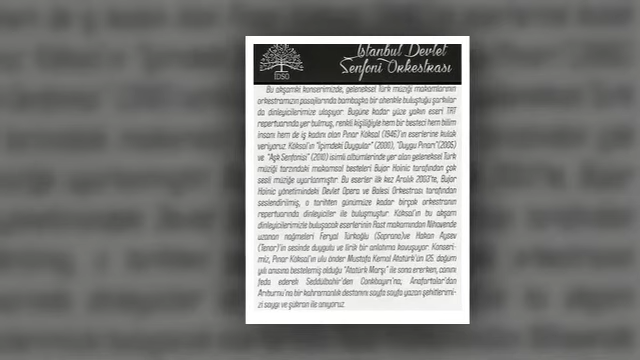 İstanbul Devlet
Senfoni Orkestrası
İDSO
Bu akşamki konserimizde, geleneksel Türk müziği makamlarının
orkestramızın pasajlarında bambaşka bir ahenkle buluştuğu şarkılar
da dinleyicilerimize ulaşıyor. Bugüne kadar yüze yakın eseri TRT
repertuarında yer bulmuş, renkli kişiliğiyle hem bir besteci hem bilim
insanı hem de iş kadını olan Pınar Köksal (1946)'ın eserlerine kulak
veriyoruz. Köksal'ın "İçimdeki Duygular" (2000), "Duygu Pınarı"(2005)
ve "Aşk Senfonisi" (2010) isimli albümlerinde yer alan geleneksel Türk
müziği tarzındaki makamsal besteleri Bujor Hoinic tarafından çok
sesli müziğe uyarlanmıştır. Bu eserler ilk kez Aralık 2003'te, Bujor
Hoinic yönetimindeki Devlet Opera ve Balesi Orkestrası tarafından
seslendirilmiş, o tarihten günümüze kadar birçok orkestranın
repertuarında dinleyiciler ile buluşmuştur. Köksal'ın bu akşam
dinleyicilerimizle buluşacak eserlerinin Rast makamından Nihavende
uzanan nağmeleri Feryal Türkoğlu (Soprano)ve Hakan Aysev
(Tenor)'ın sesinde duygulu ve lirik bir anlatıma kavuşuyor. Konseri-
miz, Pınar Köksal'ın ulu önder Mustafa Kemal Atatürk'ün 125. doğum
yılı anısına bestelemiş olduğu "Atatürk Marşı" ile sona ererken, canını
feda ederek Seddülbahir'den Conkbayırı'na, Anafartalar'dan
Arıburnu'na bir kahramanlık destanını sayfa sayfa yazan şehitlerimi-
zi saygı ve şükran ile anıyoruz.